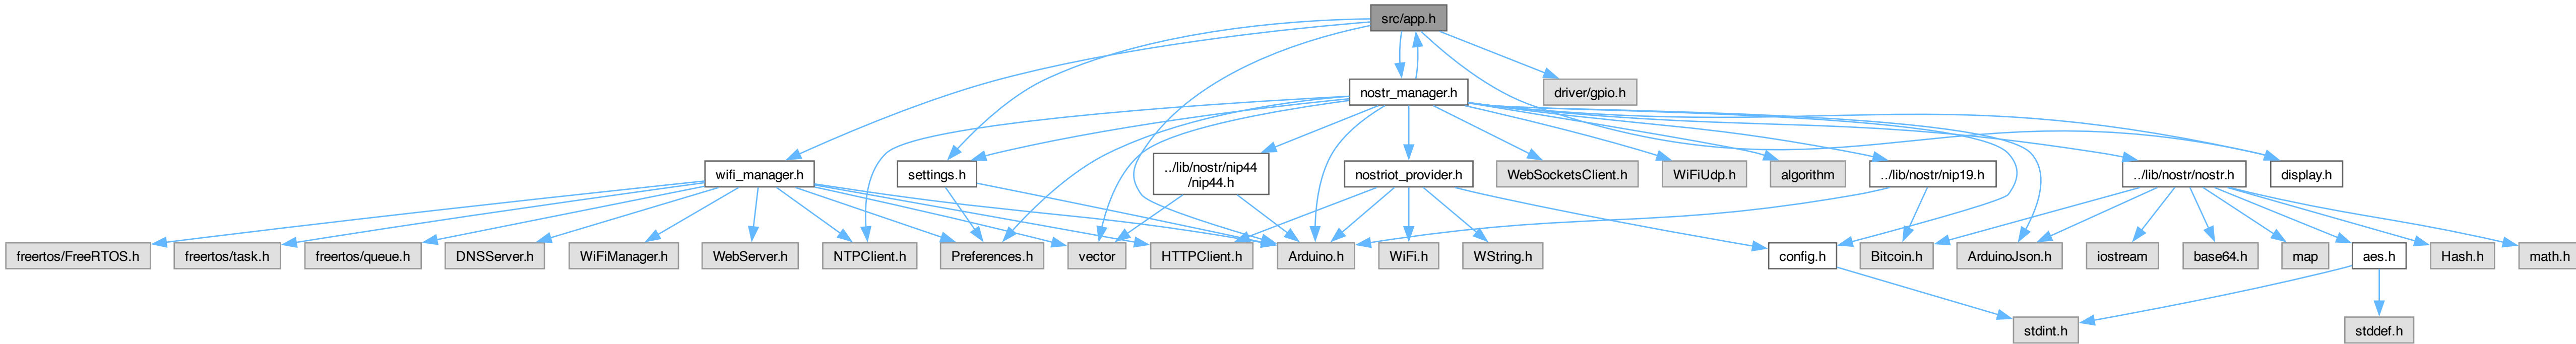 src/app.h
nostr_manager.h
driver/gpio.h
wifi_manager.h
settings.h
../lib/nostr/nip44
/nip44.h
nostriot_provider.h
WebSocketsClient.h
WiFiUdp.h
algorithm
../lib/nostr/nip19.h
../lib/nostr/nostr.h
display.h
freertos/FreeRTOS.h
freertos/task.h
freertos/queue.h
DNSServer.h
WiFiManager.h
WebServer.h
NTPClient.h
Preferences.h
vector
HTTPClient.h
Arduino.h
WiFi.h
WString.h
config.h
Bitcoin.h
ArduinoJson.h
iostream
base64.h
map
aes.h
Hash.h
math.h
stdint.h
stddef.h